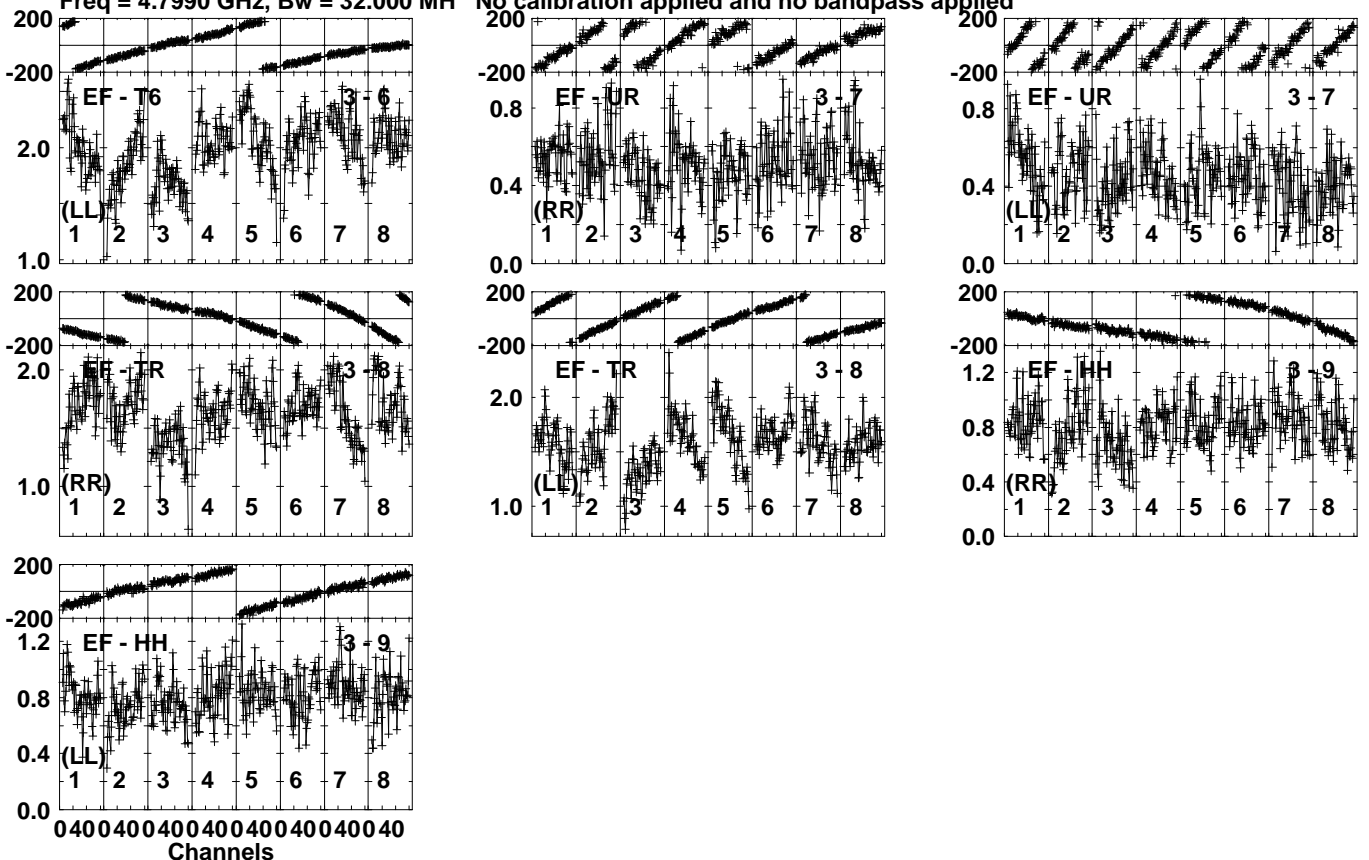 Freq = 4.7990 GHz, Bw = 32.000 MH No calibration applied and no bandpass applied
200
-200
EF - T6 3 - 6
2.0
(LL)
1 2 3 4 5 6 7 8
1.0
200
-200
EF - UR 3 - 7
0.8
0.4
(RR)
1 2 3 4 5 6 7 8
0.0
200
-200
EF - UR 3 - 7
0.8
0.4
(LL)
1 2 3 4 5 6 7 8
0.0
200
-200
EF - TR 3 - 8
2.0
1.0
(RR)
1 2 3 4 5 6 7 8
200
-200
EF - TR 3 - 8
2.0
(LL)
1.0
1 2 3 4 5 6 7 8
200
-200
EF - HH 3 - 9
1.2
0.8
0.4
(RR)
1 2 3 4 5 6 7 8
0.0
200
-200
EF - HH 3 - 9
1.2
0.8
0.4
(LL)
1 2 3 4 5 6 7 8
0.0
0 40 0 40 0 40 0 40 0 40 0 40 0 40 0 40
Channels